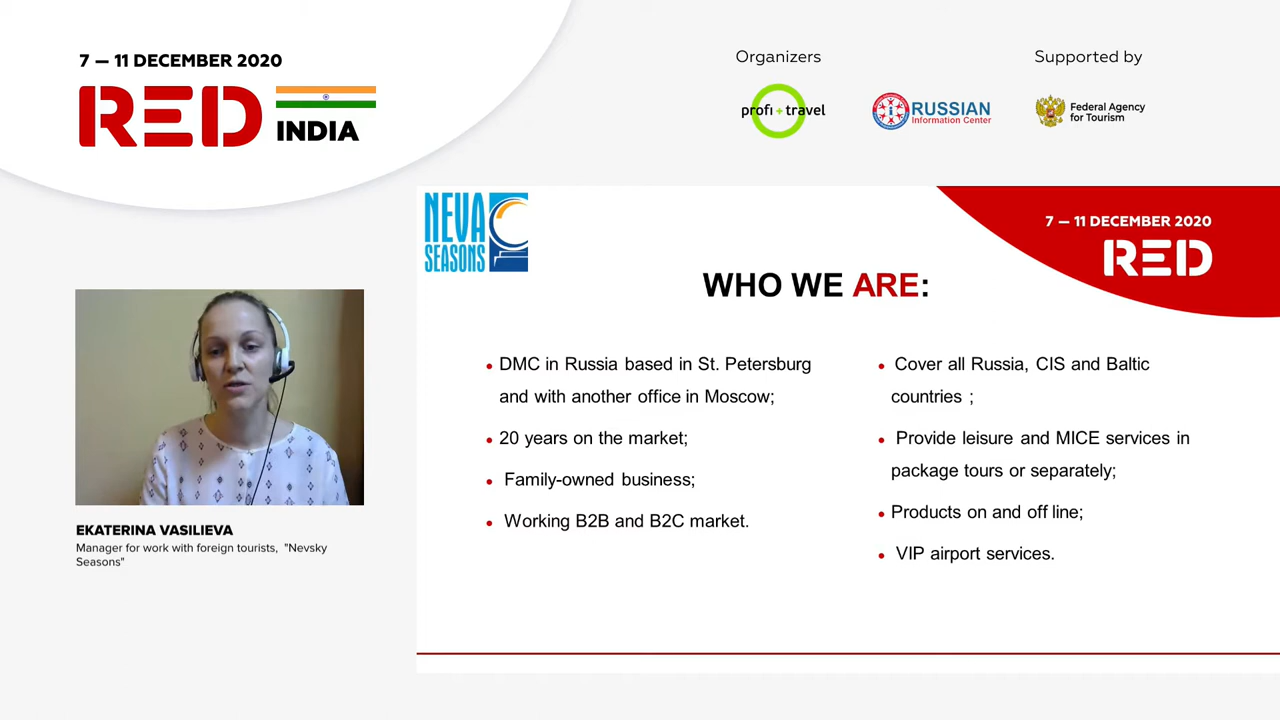 7 — 11 DECEMBER 2020
RED
INDIA
Organizers
Supported by
profi + travel
RUSSIAN
Information Center
Federal Agency
for Tourism
NEVA
SEASONS
7 — 11 DECEMBER 2020
RED
WHO WE ARE:
• DMC in Russia based in St. Petersburg
and with another office in Moscow;
• 20 years on the market;
• Family-owned business;
• Working B2B and B2C market.
• Cover all Russia, CIS and Baltic
countries ;
• Provide leisure and MICE services in
package tours or separately;
• Products on and off line;
• VIP airport services.
EKATERINA VASILIEVA
Manager for work with foreign tourists, "Nevsky
Seasons"